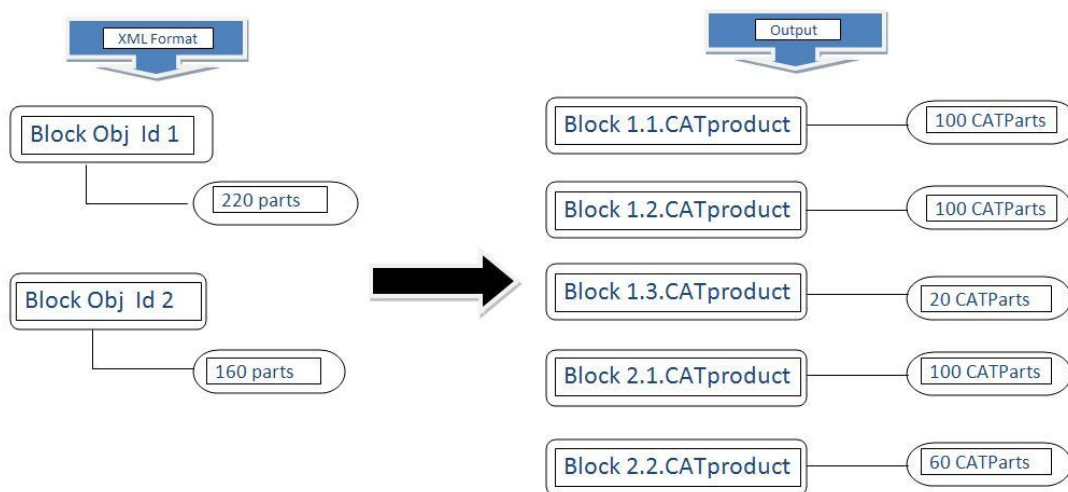 XML Format
Block Obj Id 1
220 parts
Block Obj Id 2
160 parts
Output
Block 1.1.CATproduct
100 CATParts
Block 1.2.CATproduct
100 CATParts
Block 1.3.CATproduct
20 CATParts
Block 2.1.CATproduct
100 CATParts
Block 2.2.CATproduct
60 CATParts